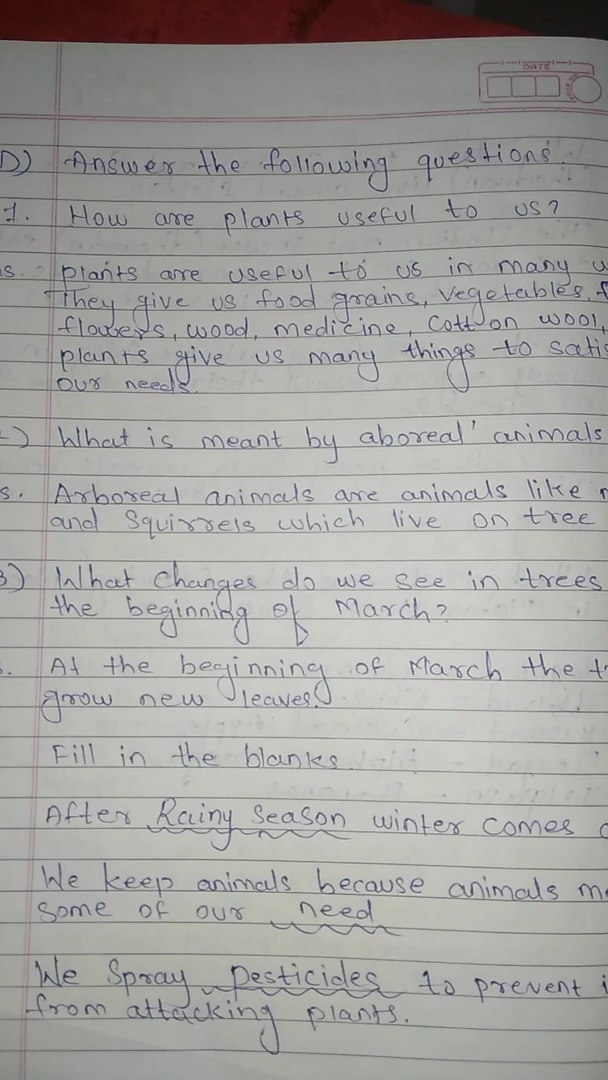 DATE
D) Answer the following questions.
1. How are plants useful to us?
s. plants are useful to us in many
They give us food grains, vegetables,
flowers, wood, medicine, Cotton wool,
plants give us many things to satis
our needs.
) What is meant by aboreal' animals
s. Arboreal animals are animals like
and Squirrels which live on tree
3) What changes do we see in trees
the beginning of March?
. At the beginning of March the
grow new leaves.
Fill in the blanks.
After Rainy Season winter comes
We keep animals because animals
some of our need
We Spray pesticides to prevent
from attacking plants.